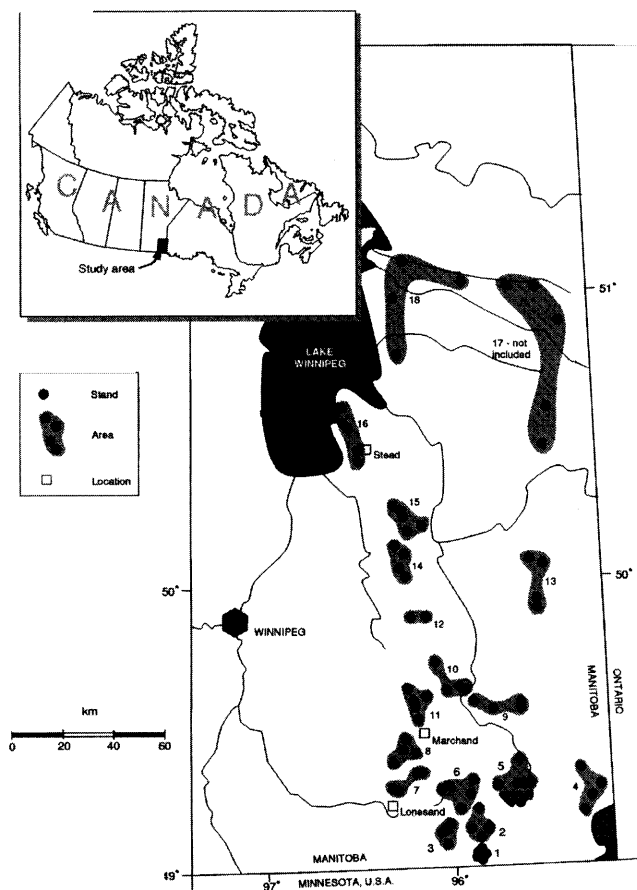 CANADA
Study area
51°
18
17 - not
included
LAKE
WINNIPEG
Stand
Area
Location
16
Stead
15
14
13
50°
50°
12
WINNIPEG
10
MANITOBA
ONTARIO
9
11
km
0 20 40 60
Marchand
8
5
6
7
4
Lonesand
2
3
1
49°
MANITOBA
97°
96°
MINNESOTA, U.S.A.